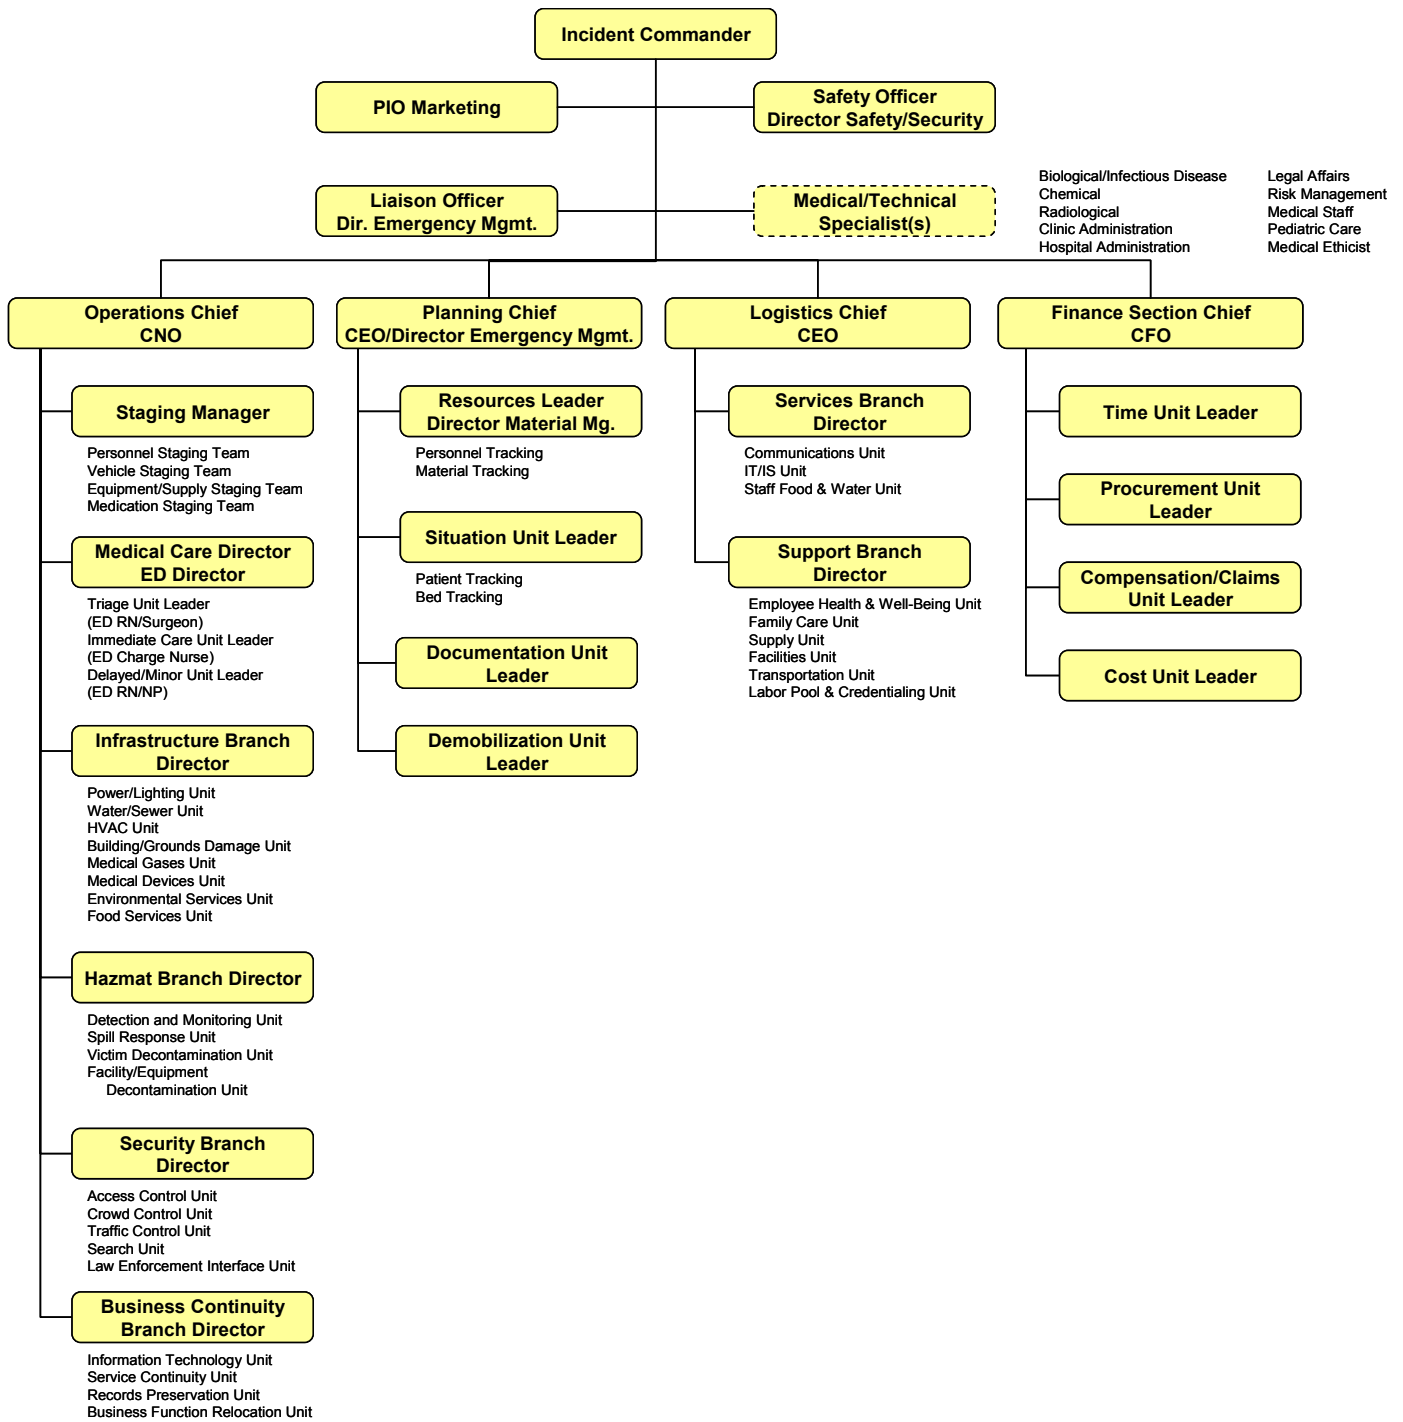 Incident Commander
PIO Marketing
Safety Officer
Director Safety/Security
Liaison Officer
Dir. Emergency Mgmt.
Medical/Technical
Specialist(s)
Biological/Infectious Disease
Chemical
Radiological
Clinic Administration
Hospital Administration
Legal Affairs
Risk Management
Medical Staff
Pediatric Care
Medical Ethicist
Operations Chief
CNO
Staging Manager
Personnel Staging Team
Vehicle Staging Team
Equipment/Supply Staging Team
Medication Staging Team
Medical Care Director
ED Director
Triage Unit Leader
(ED RN/Surgeon)
Immediate Care Unit Leader
(ED Charge Nurse)
Delayed/Minor Unit Leader
(ED RN/NP)
Infrastructure Branch
Director
Power/Lighting Unit
Water/Sewer Unit
HVAC Unit
Building/Grounds Damage Unit
Medical Gases Unit
Medical Devices Unit
Environmental Services Unit
Food Services Unit
Hazmat Branch Director
Detection and Monitoring Unit
Spill Response Unit
Victim Decontamination Unit
Facility/Equipment
Decontamination Unit
Security Branch
Director
Access Control Unit
Crowd Control Unit
Traffic Control Unit
Search Unit
Law Enforcement Interface Unit
Business Continuity
Branch Director
Information Technology Unit
Service Continuity Unit
Records Preservation Unit
Business Function Relocation Unit
Planning Chief
CEO/Director Emergency Mgmt.
Resources Leader
Director Material Mg.
Personnel Tracking
Material Tracking
Situation Unit Leader
Patient Tracking
Bed Tracking
Documentation Unit
Leader
Demobilization Unit
Leader
Logistics Chief
CEO
Services Branch
Director
Communications Unit
IT/IS Unit
Staff Food & Water Unit
Support Branch
Director
Employee Health & Well-Being Unit
Family Care Unit
Supply Unit
Facilities Unit
Transportation Unit
Labor Pool & Credentialing Unit
Finance Section Chief
CFO
Time Unit Leader
Procurement Unit
Leader
Compensation/Claims
Unit Leader
Cost Unit Leader